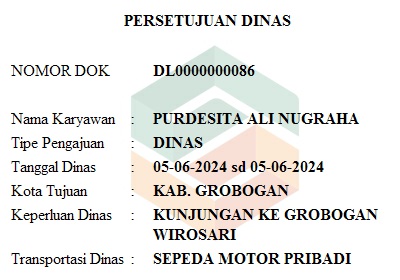 PERSETUJUAN DINAS
NOMOR DOK DL0000000086
Nama Karyawan : PURDESITA ALI NUGRAHA
Tipe Pengajuan : DINAS
Tanggal Dinas : 05-06-2024 sd 05-06-2024
Kota Tujuan : KAB. GROBOGAN
Keperluan Dinas : KUNJUNGAN KE GROBOGAN
WIROSARI
Transportasi Dinas : SEPEDA MOTOR PRIBADI